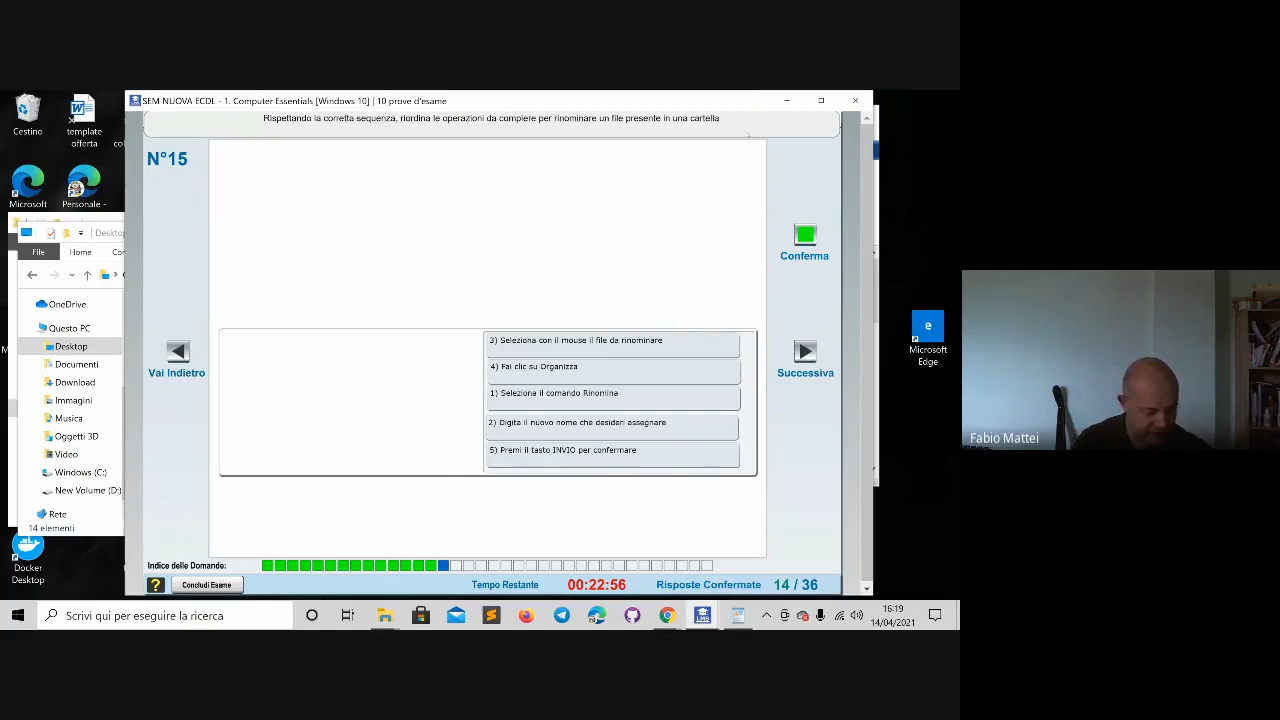 Cestino
template
offerta
co
Microsoft
Personale -
SEM NUOVA ECDL - 1. Computer Essentials [Windows 10] | 10 prove d'esame
Rispettando la corretta sequenza, riordina le operazioni da compiere per rinominare un file presente in una cartella
N°15
Desktop
File
Home
Co
OneDrive
Questo PC
Desktop
Documenti
Download
Immagini
Musica
Oggetti 3D
Video
Windows (C:)
New Volume (D:)
Rete
14 elementi
Docker
Desktop
Vai Indietro
3) Seleziona con il mouse il file da rinominare
4) Fai clic su Organizza
1) Seleziona il comando Rinomina
2) Digita il nuovo nome che desideri assegnare
5) Premi il tasto INVIO per confermare
Conferma
Successiva
Microsoft
Edge
Fabio Mattei
Indice delle Domande:
? Concludi Esame
Tempo Restante 00:22:56 Risposte Confermate 14 / 36
Scrivi qui per eseguire la ricerca
LMS
16:19
14/04/2021